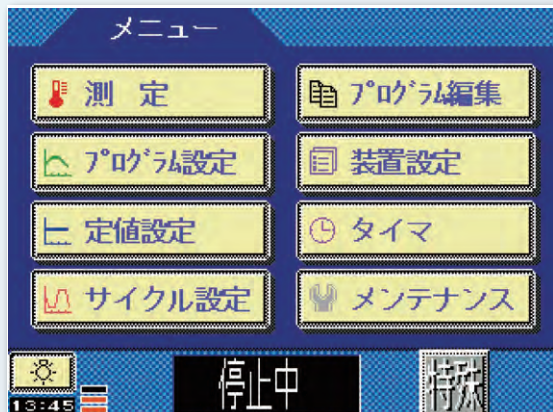 メニュー
測 定
ﾌﾟﾛｸﾞﾗﾑ編集
ﾌﾟﾛｸﾞﾗﾑ設定
装置設定
定値設定
タイマ
サイクル設定
メンテナンス
13:45
停止中
特殊